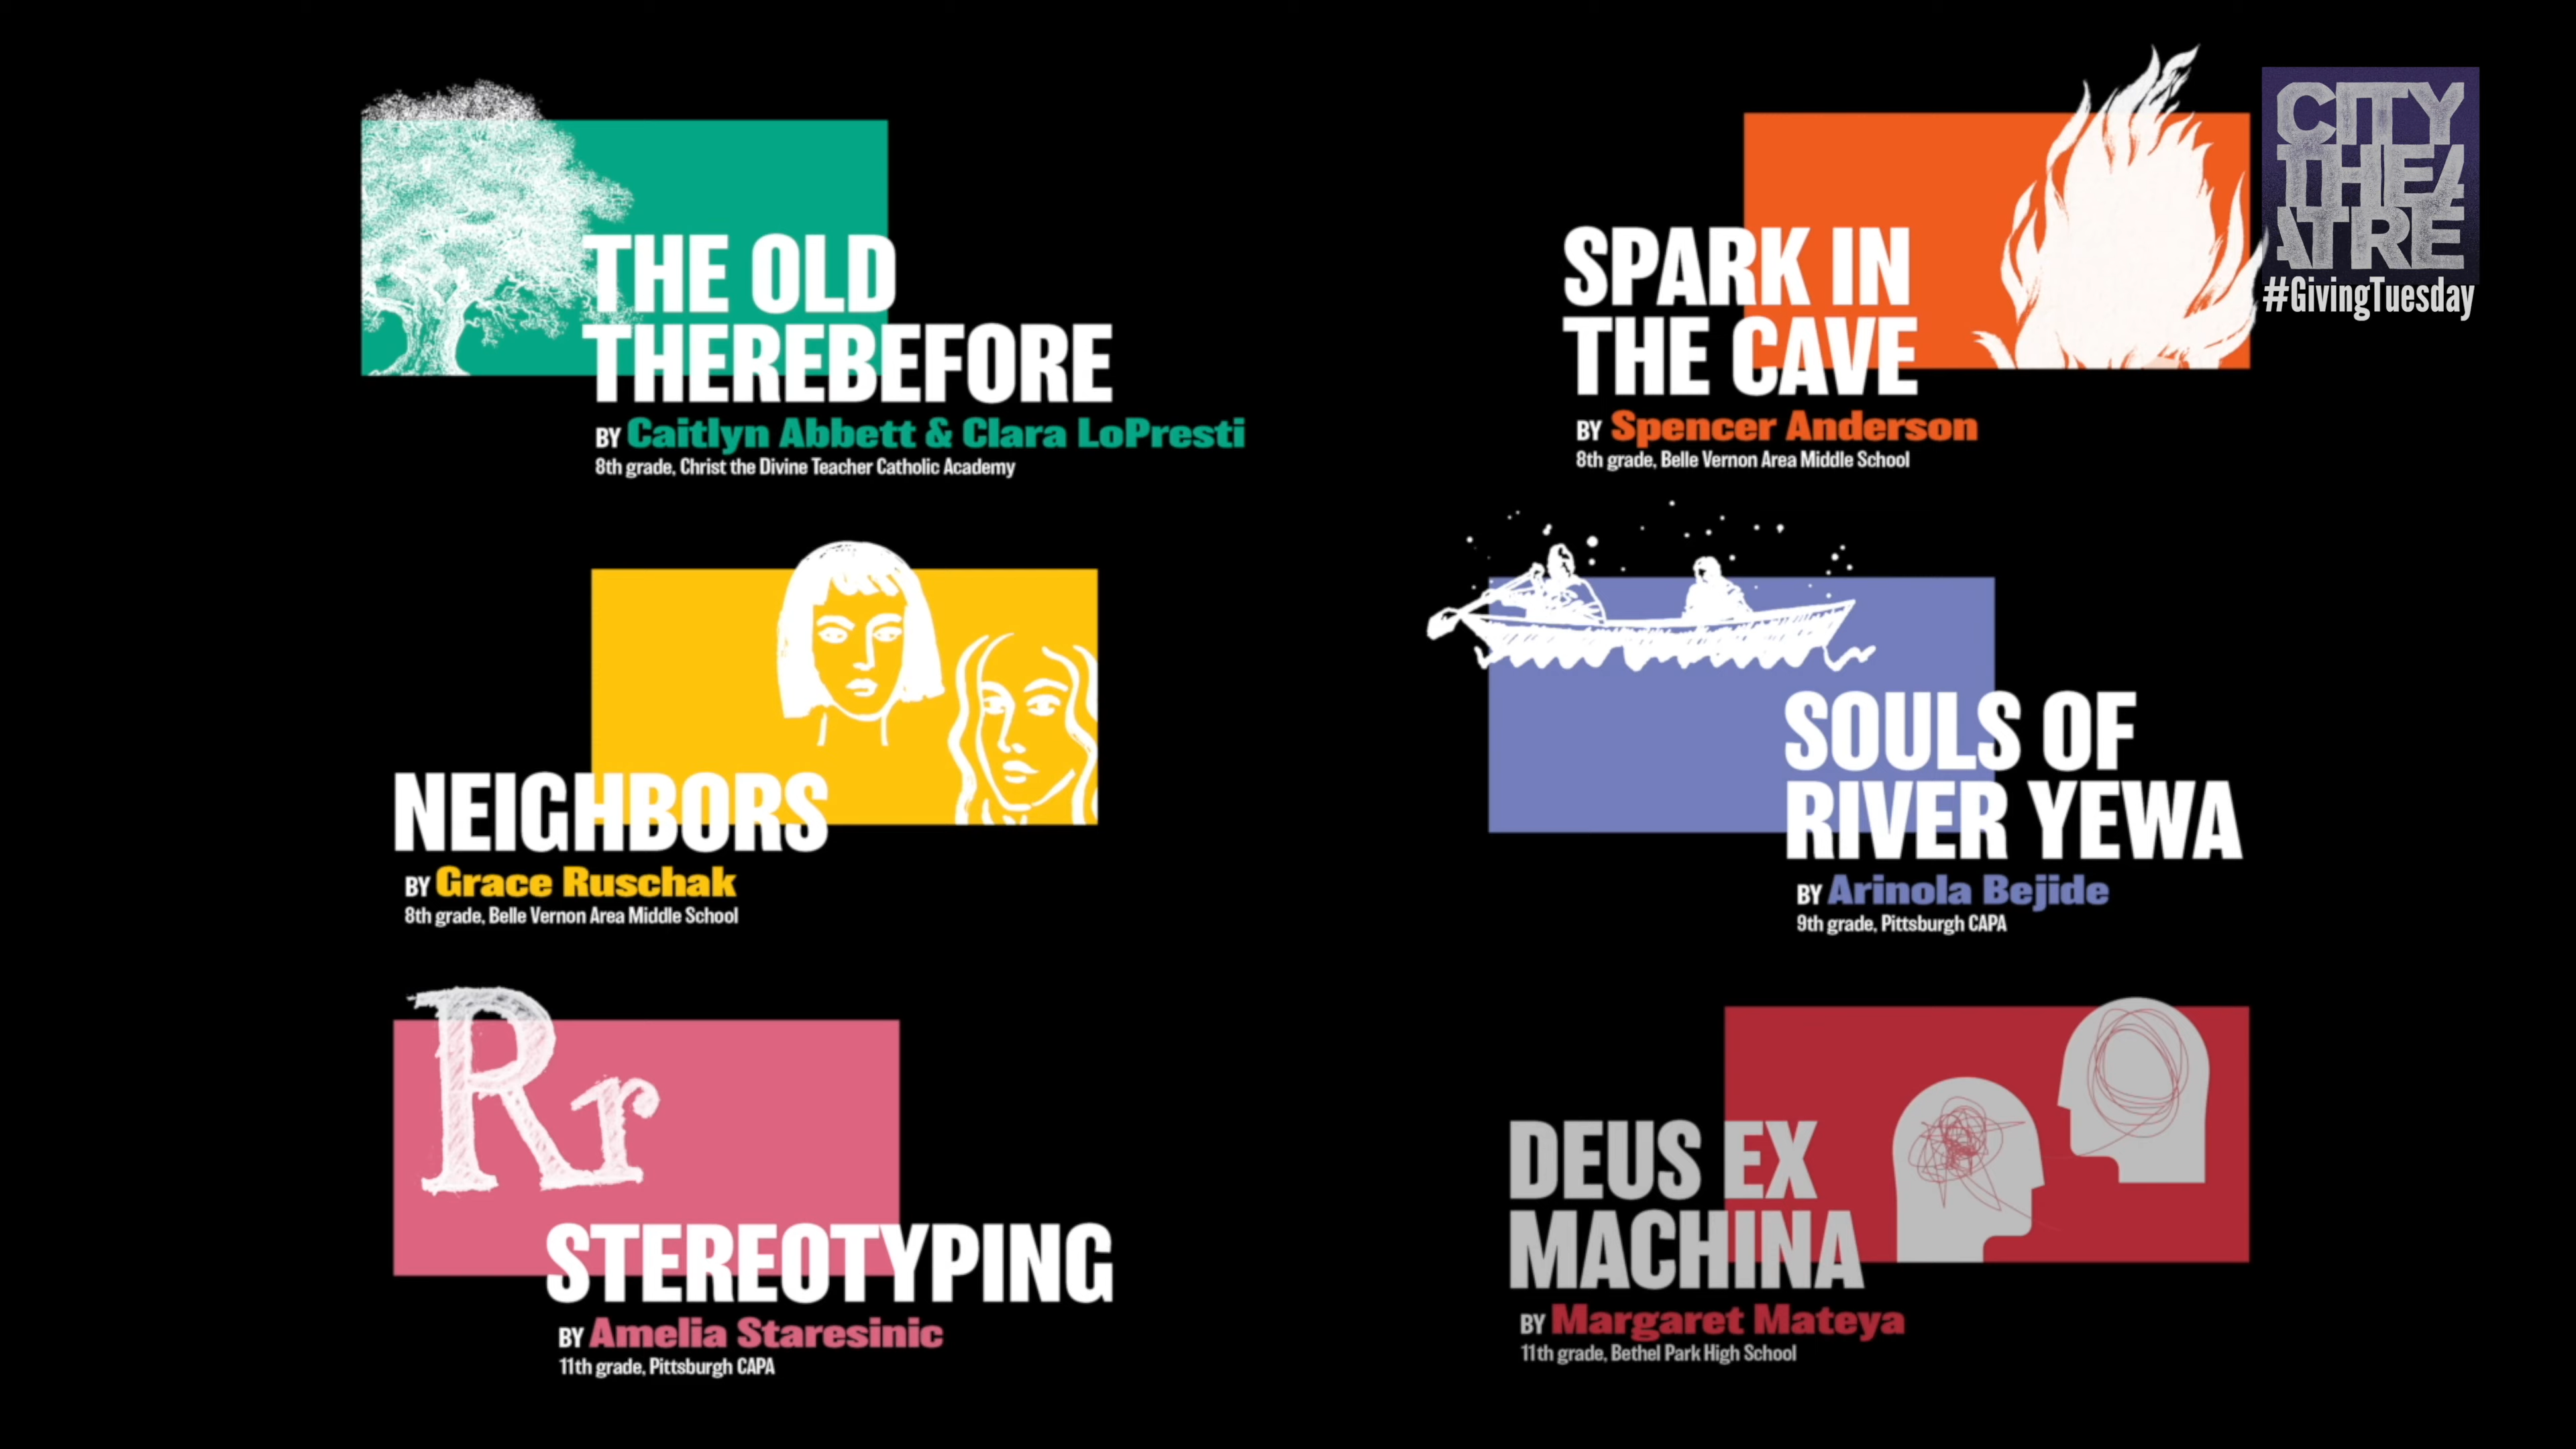 THE OLD
THEREBEFORE
BY Caitlyn Abbett & Clara LoPresti
8th grade, Christ the Divine Teacher Catholic Academy
SPARK IN
THE CAVE
BY Spencer Anderson
8th grade, Belle Vernon Area Middle School
CITY
THEA
ATRE
#GivingTuesday
NEIGHBORS
BY Grace Ruschak
8th grade, Belle Vernon Area Middle School
SOULS OF
RIVER YEWA
BY Arinola Bejide
9th grade, Pittsburgh CAPA
Rr
STEREOTYPING
BY Amelia Staresinic
11th grade, Pittsburgh CAPA
DEUS EX
MACHINA
BY Margaret Mateya
11th grade, Bethel Park High School